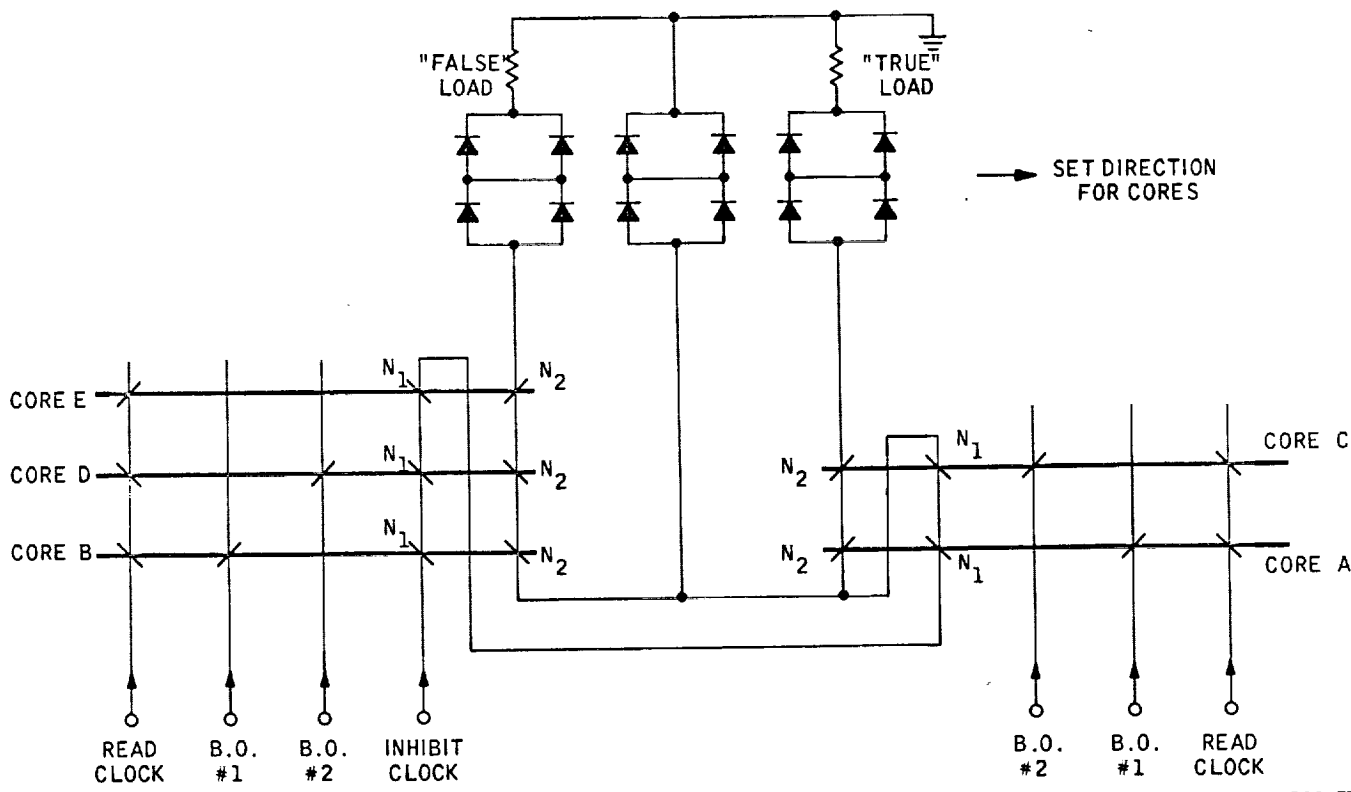 "FALSE"
LOAD
"TRUE"
LOAD
SET DIRECTION
FOR CORES
CORE E
N1
N2
CORE D
N1
N2
CORE B
N1
N2
N2
N1
CORE C
N2
N1
CORE A
READ
CLOCK
B.O.
#1
B.O.
#2
INHIBIT
CLOCK
B.O.
#2
B.O.
#1
READ
CLOCK